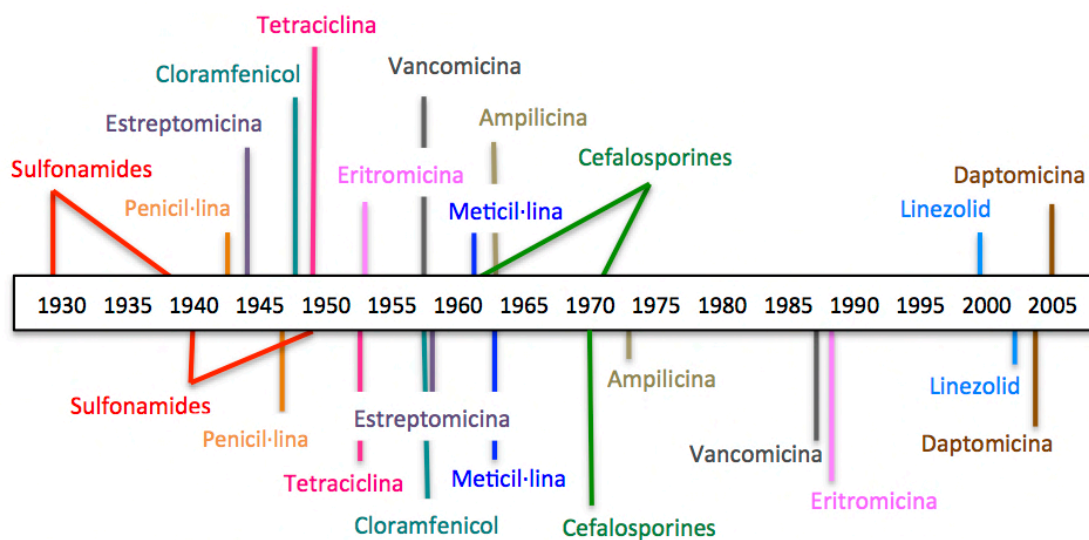 Tetraciclina
Cloramfenicol
Vancomicina
Estreptomicina
Ampilicina
Sulfonamides
Eritromicina
Cefalosporines
Penicil·lina
Meticil·lina
Linezolid
Daptomicina
1930 1935 1940 1945 1950 1955 1960 1965 1970 1975 1980 1985 1990 1995 2000 2005
Sulfonamides
Penicil·lina
Estreptomicina
Ampilicina
Linezolid
Tetraciclina
Meticil·lina
Vancomicina
Daptomicina
Cloramfenicol
Cefalosporines
Eritromicina